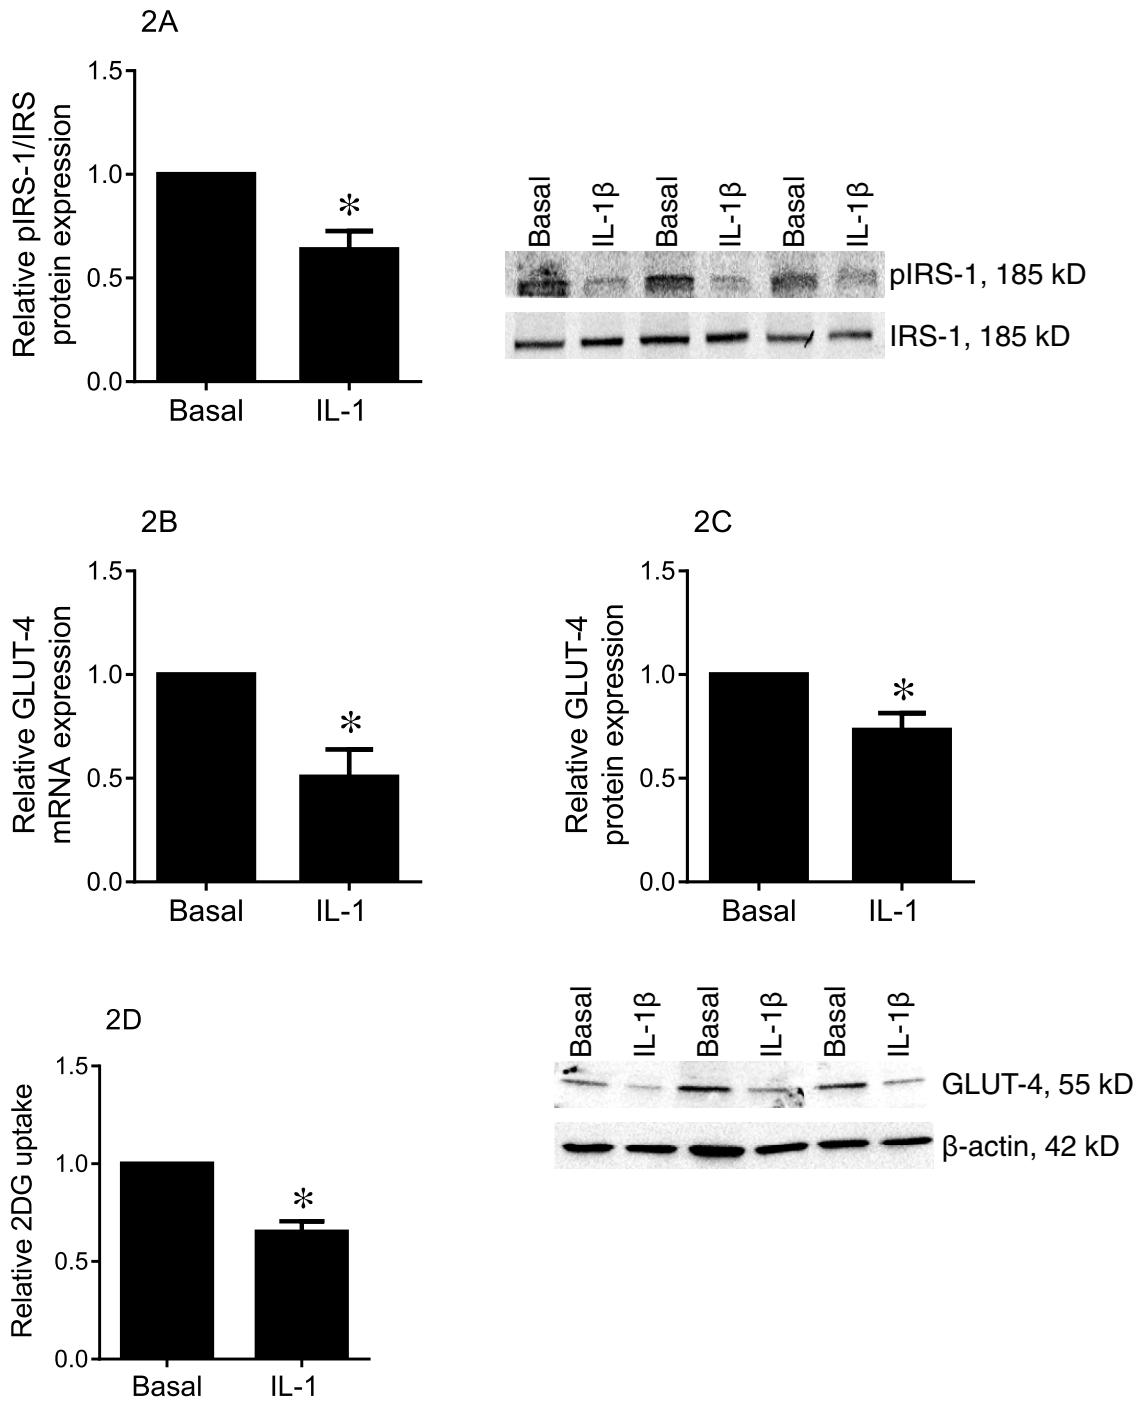 2A
Relative pIRS-1/IRS
protein expression
1.5
1.0
0.5
0.0
*
Basal
IL-1
Basal
IL-1β
Basal
IL-1β
Basal
IL-1β
pIRS-1, 185 kD
IRS-1, 185 kD
2B
Relative GLUT-4
mRNA expression
1.5
1.0
0.5
0.0
*
Basal
IL-1
2C
Relative GLUT-4
protein expression
1.5
1.0
0.5
0.0
*
Basal
IL-1
Basal
IL-1β
Basal
IL-1β
Basal
IL-1β
GLUT-4, 55 kD
β-actin, 42 kD
2D
Relative 2DG uptake
1.5
1.0
0.5
0.0
*
Basal
IL-1